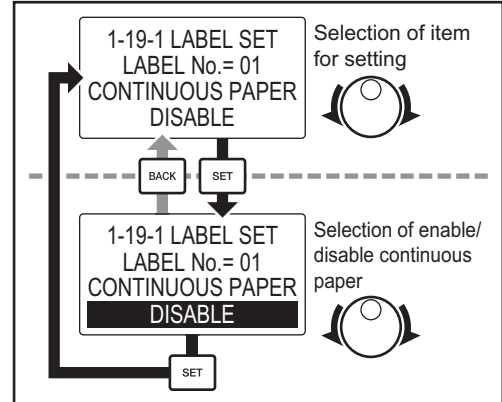 1-19-1 LABEL SET
LABEL No.= 01
CONTINUOUS PAPER
DISABLE
Selection of item
for setting
BACK
SET
1-19-1 LABEL SET
LABEL No.= 01
CONTINUOUS PAPER
DISABLE
Selection of enable/
disable continuous
paper
SET